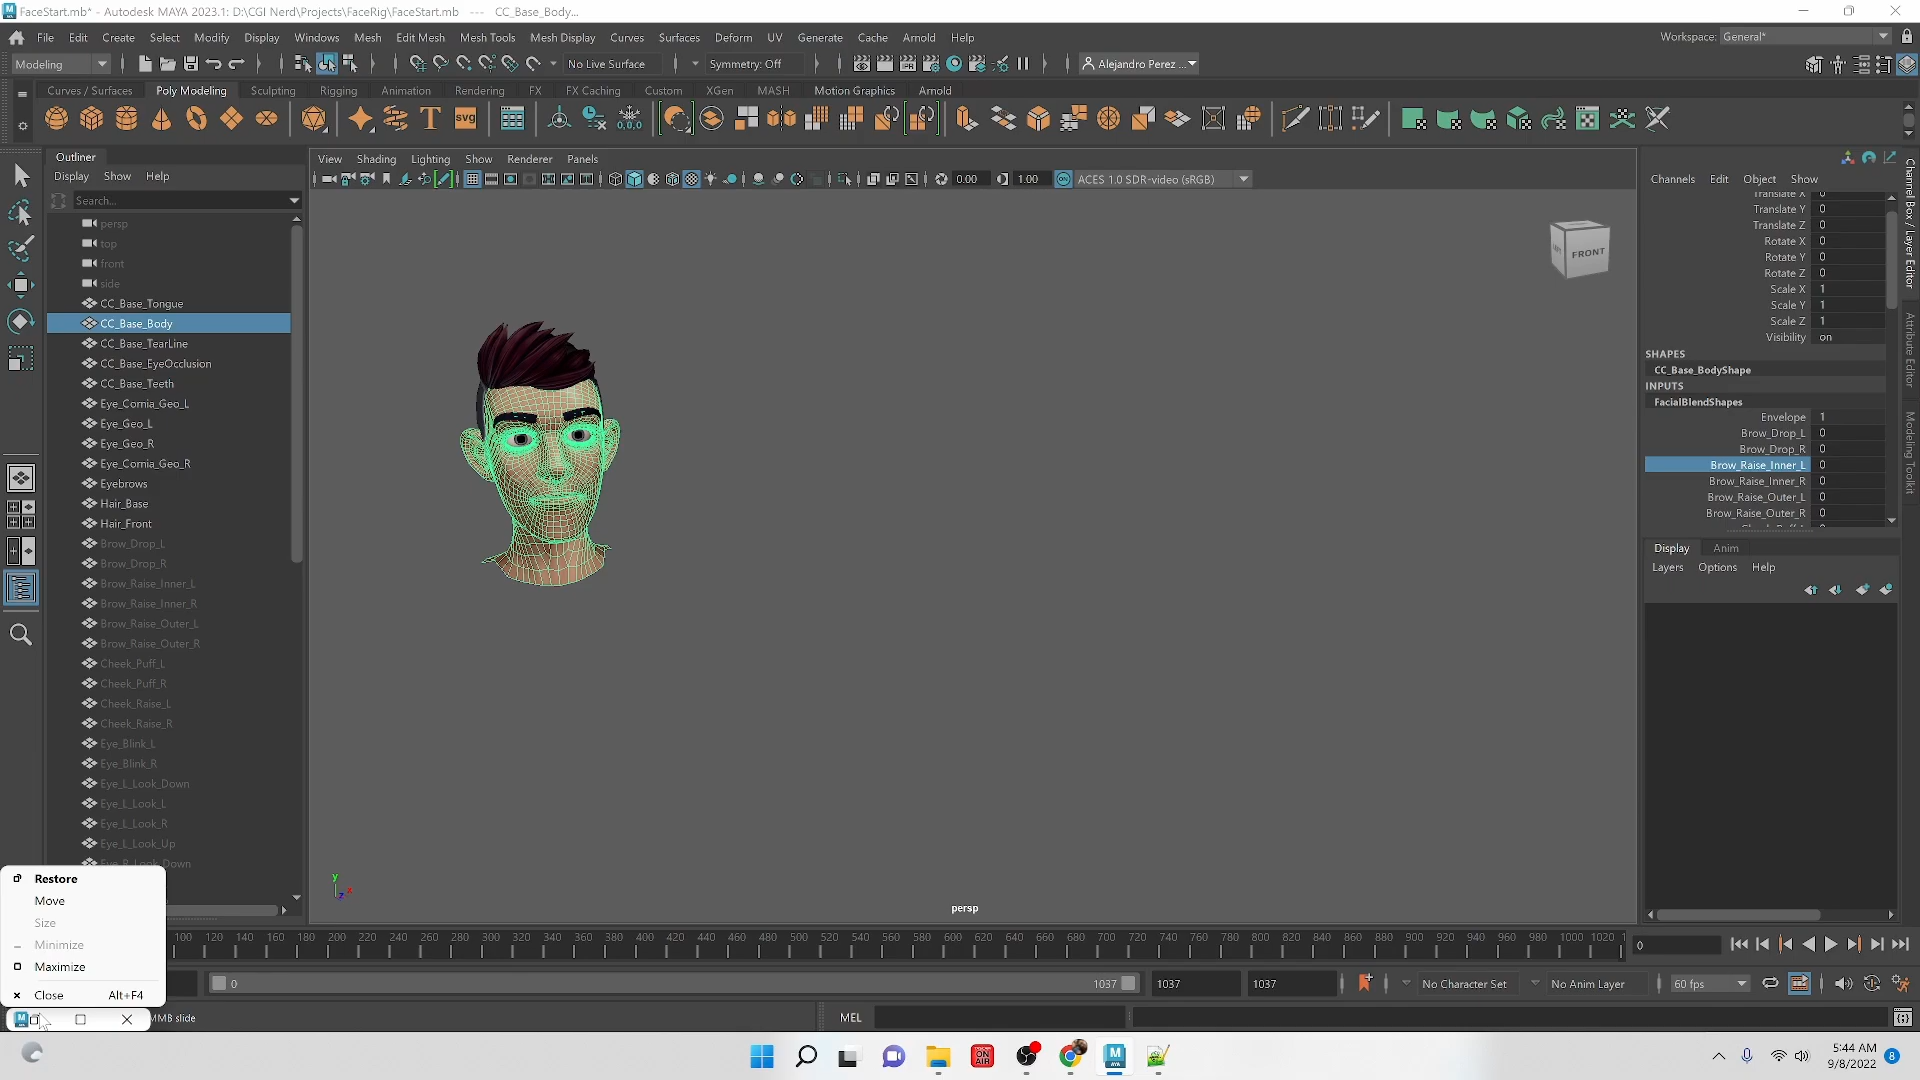 FaceStart.mb* - Autodesk MAYA 2023.1: D:\CGI Nerd\Projects\FaceRig\FaceStart.mb   ---   CC_Base_Body...
File Edit Create Select Modify Display Windows Mesh Edit Mesh Mesh Tools Mesh Display Curves Surfaces Deform UV Generate Cache Arnold Help
Workspace: General*
Modeling
No Live Surface
Symmetry: Off
Alejandro Perez ...
Curves / Surfaces Poly Modeling Sculpting Rigging Animation Rendering FX FX Caching Custom XGen MASH Motion Graphics Arnold
Outliner
Display Show Help
Search...
persp
top
front
side
CC_Base_Tongue
CC_Base_Body
CC_Base_TearLine
CC_Base_EyeOcclusion
CC_Base_Teeth
Eye_Cornia_Geo_L
Eye_Geo_L
Eye_Geo_R
Eye_Cornia_Geo_R
Eyebrows
Hair_Base
Hair_Front
Brow_Drop_L
Brow_Drop_R
Brow_Raise_Inner_L
Brow_Raise_Inner_R
Brow_Raise_Outer_L
Brow_Raise_Outer_R
Cheek_Puff_L
Cheek_Puff_R
Cheek_Raise_L
Cheek_Raise_R
Eye_Blink_L
Eye_Blink_R
Eye_L_Look_Down
Eye_L_Look_L
Eye_L_Look_R
Eye_L_Look_Up
Eye_R_Look_Down
View Shading Lighting Show Renderer Panels
0.00
1.00
ON
ACES 1.0 SDR-video (sRGB)
FRONT
persp
y
x
z
Channels Edit Object Show
Translate X 0
Translate Y 0
Translate Z 0
Rotate X 0
Rotate Y 0
Rotate Z 0
Scale X 1
Scale Y 1
Scale Z 1
Visibility on
SHAPES
CC_Base_BodyShape
INPUTS
FacialBlendShapes
Envelope 1
Brow_Drop_L 0
Brow_Drop_R 0
Brow_Raise_Inner_L 0
Brow_Raise_Inner_R 0
Brow_Raise_Outer_L 0
Brow_Raise_Outer_R 0
Display Anim
Layers Options Help
Channel Box / Layer Editor
Attribute Editor
Modeling Toolkit
Restore
Move
Size
Minimize
Maximize
Close Alt+F4
100 120 140 160 180 200 220 240 260 280 300 320 340 360 380 400 420 440 460 480 500 520 540 560 580 600 620 640 660 680 700 720 740 760 780 800 820 840 860 880 900 920 940 960 980 1000 1020
0
0
1037
1037
1037
No Character Set
No Anim Layer
60 fps
MMB slide
MEL
ON AIR
5:44 AM
9/8/2022
8